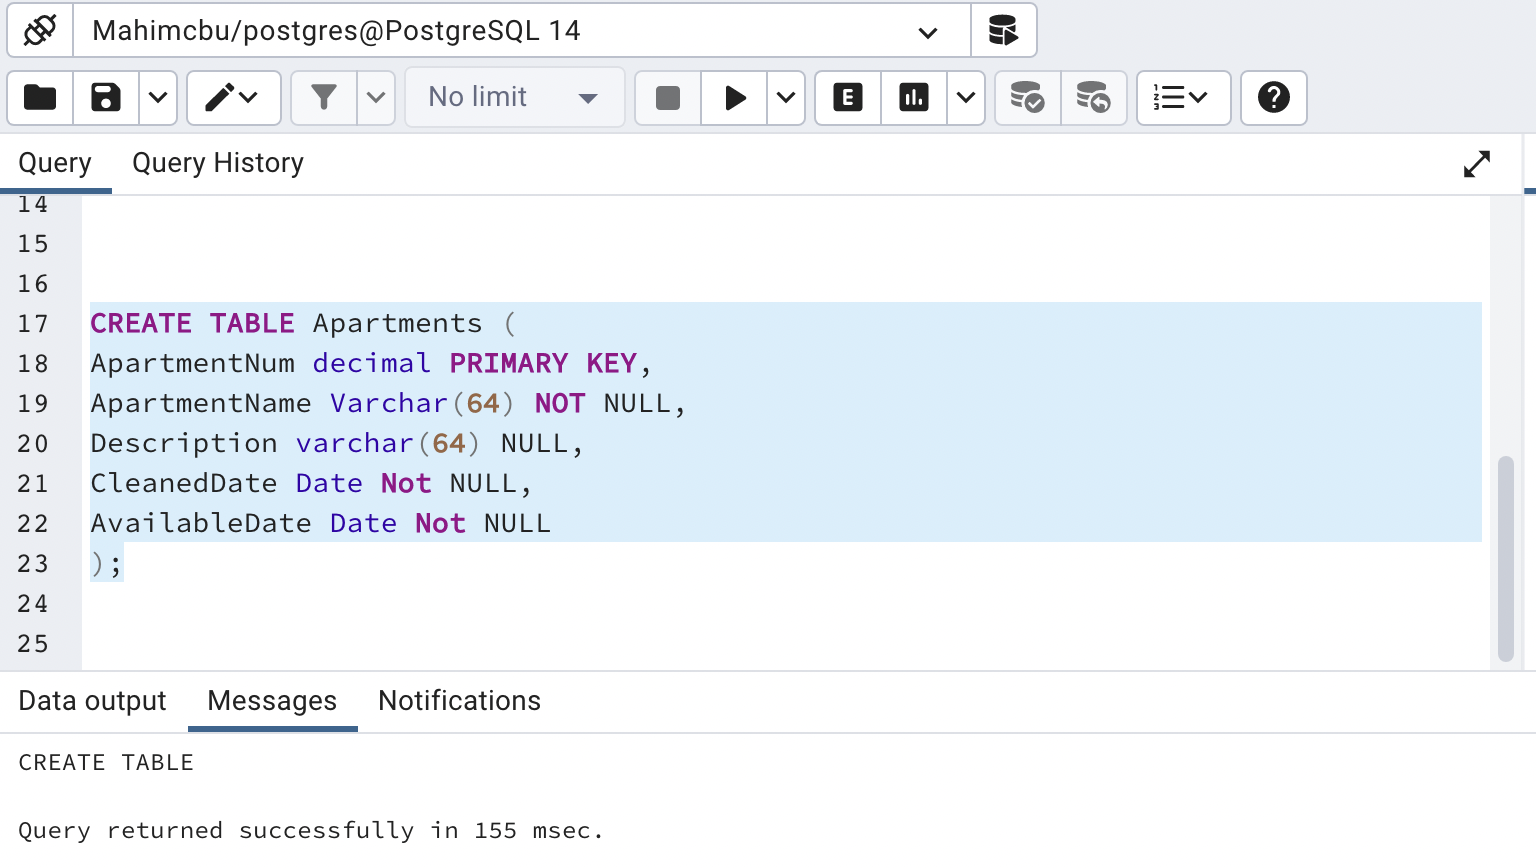 Mahimcbu/postgres@PostgreSQL 14
No limit
E
?
Query Query History
14
15
16
17 CREATE TABLE Apartments (
18 ApartmentNum decimal PRIMARY KEY,
19 ApartmentName Varchar(64) NOT NULL,
20 Description varchar(64) NULL,
21 CleanedDate Date Not NULL,
22 AvailableDate Date Not NULL
23 );
24
25
Data output Messages Notifications
CREATE TABLE
Query returned successfully in 155 msec.